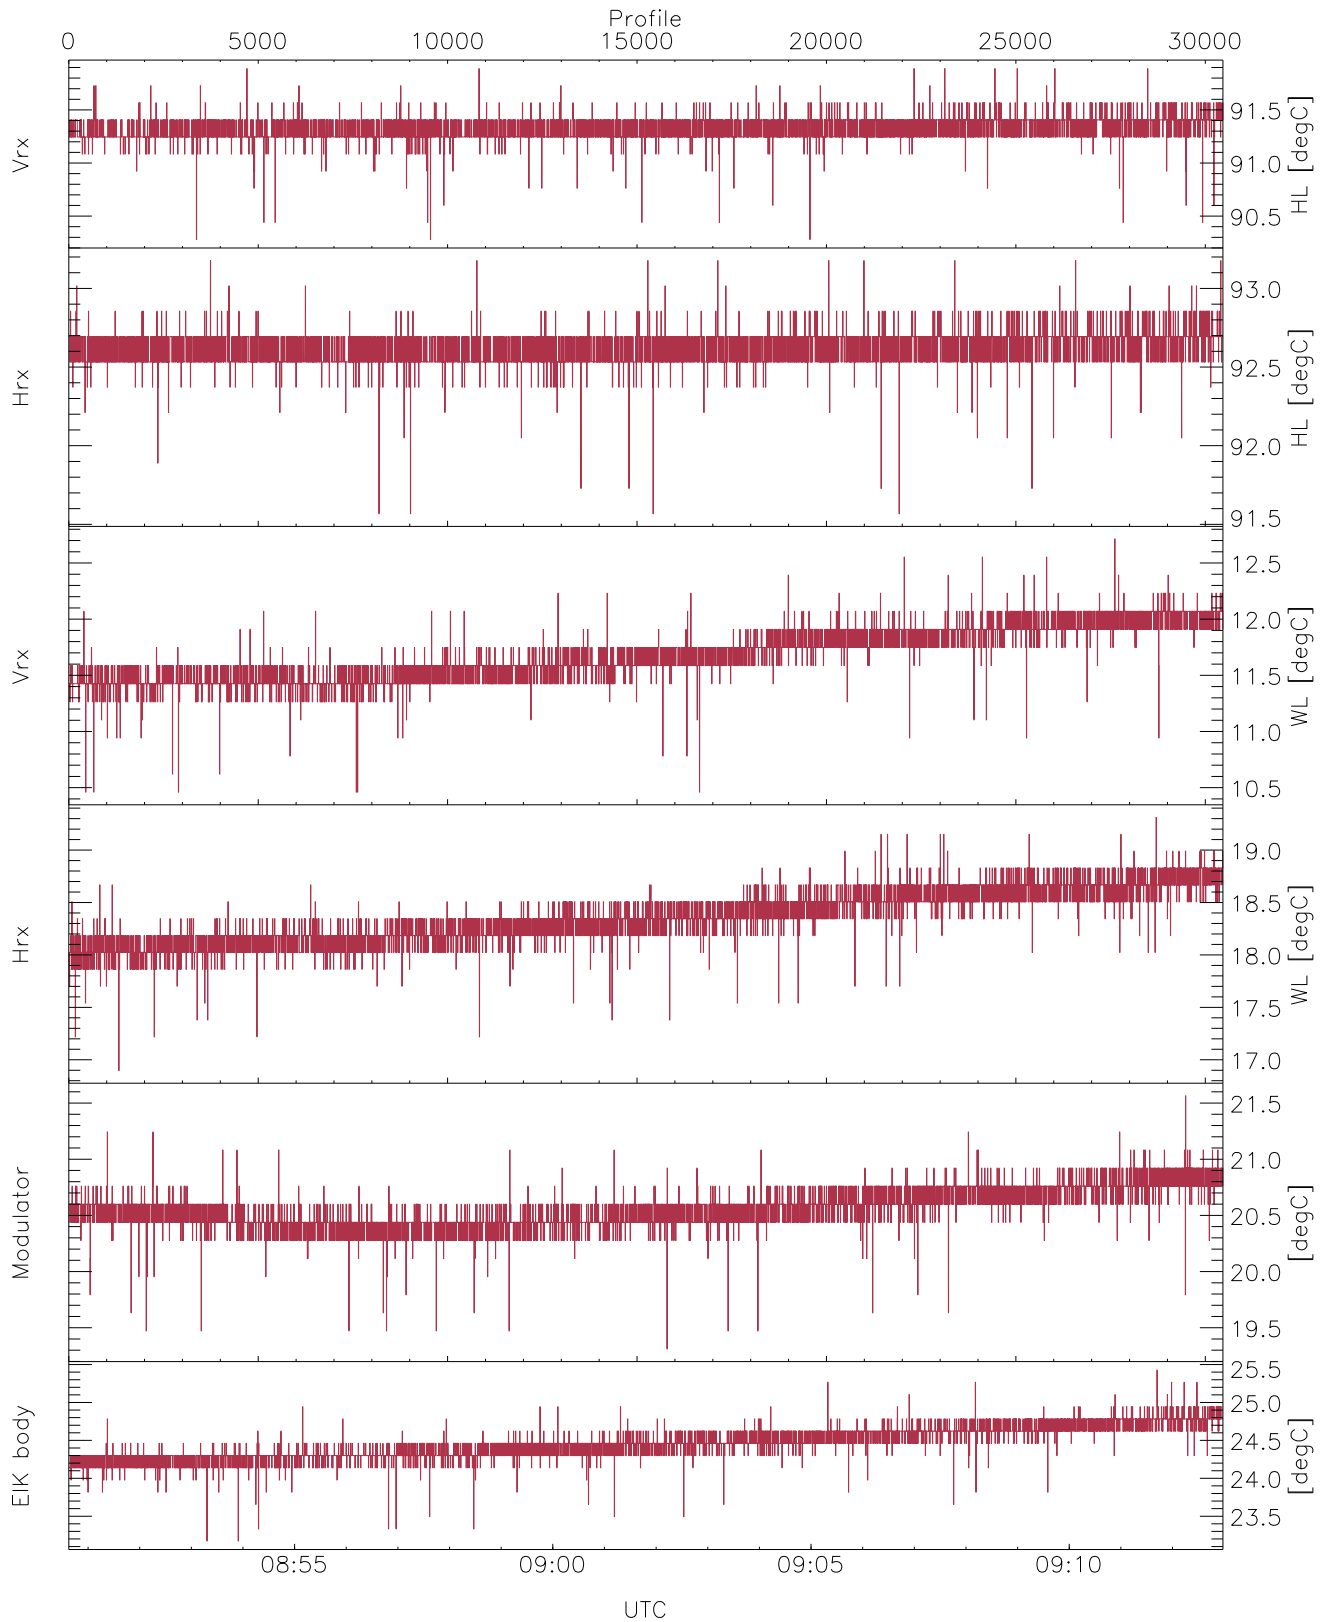 Profile
0 5000 10000 15000 20000 25000 30000
Vrx
91.5
91.0
90.5
HL [degC]
Hrx
93.0
92.5
92.0
91.5
HL [degC]
Vrx
12.5
12.0
11.5
11.0
10.5
WL [degC]
Hrx
19.0
18.5
18.0
17.5
17.0
WL [degC]
Modulator
21.5
21.0
20.5
20.0
19.5
[degC]
EIK body
25.5
25.0
24.5
24.0
23.5
[degC]
08:55 09:00 09:05 09:10
UTC